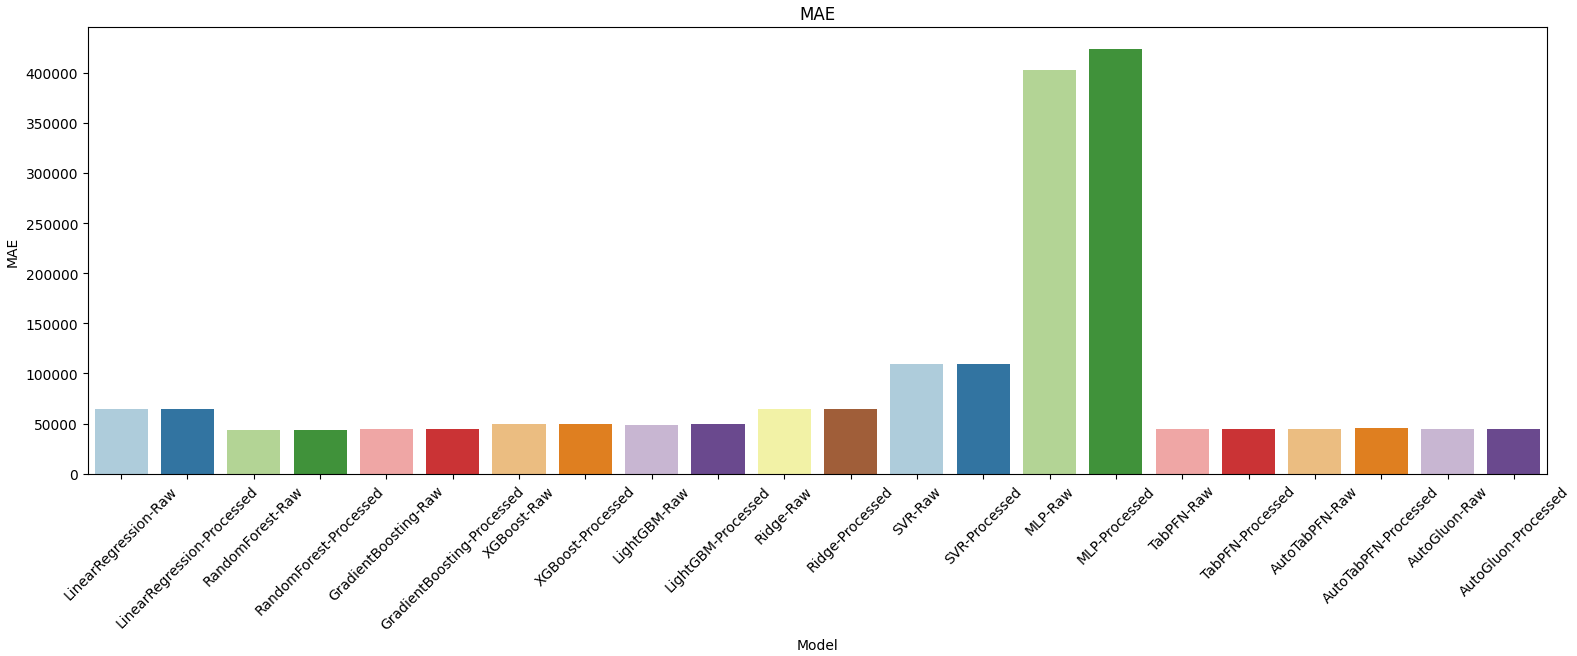 MAE
MAE
400000
350000
300000
250000
200000
150000
100000
50000
0
LinearRegression-Raw
LinearRegression-Processed
RandomForest-Raw
RandomForest-Processed
GradientBoosting-Raw
GradientBoosting-Processed
XGBoost-Raw
XGBoost-Processed
LightGBM-Raw
LightGBM-Processed
Ridge-Raw
Ridge-Processed
SVR-Raw
SVR-Processed
MLP-Raw
MLP-Processed
TabPFN-Raw
TabPFN-Processed
AutoTabPFN-Raw
AutoTabPFN-Processed
AutoGluon-Raw
AutoGluon-Processed
Model